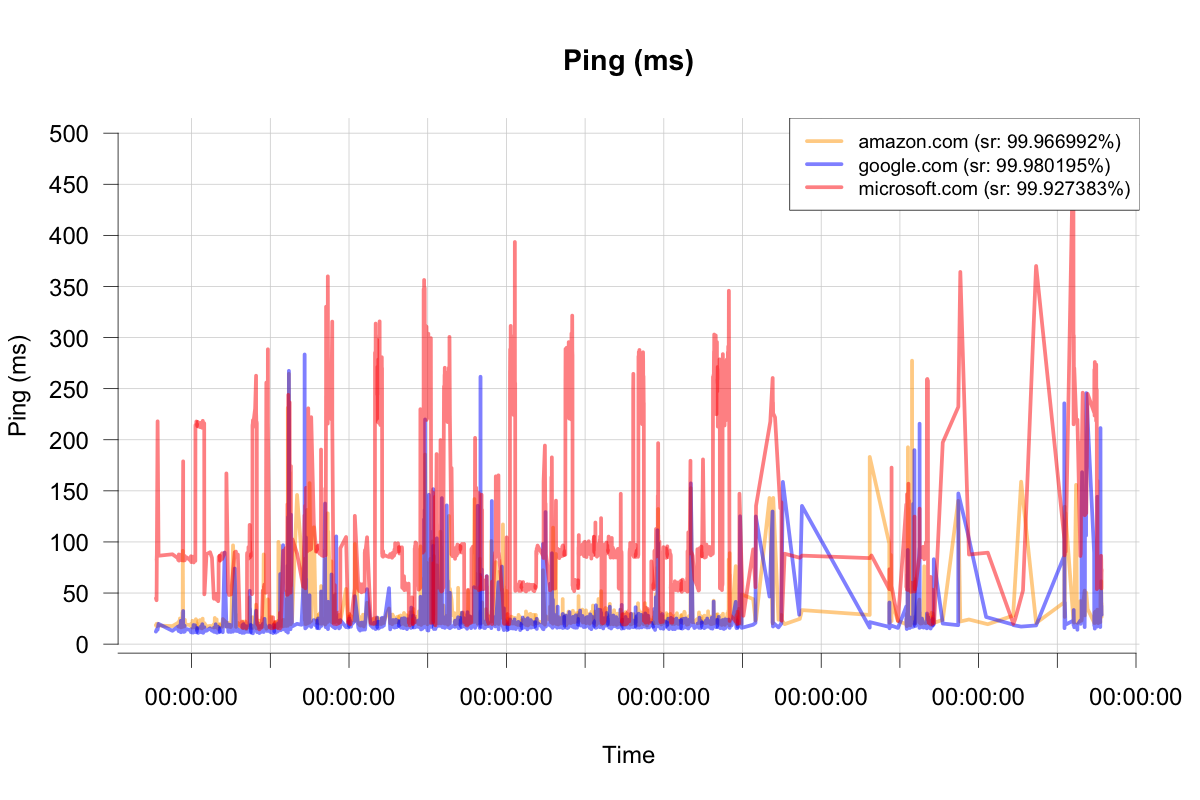 Ping (ms)
amazon.com (sr: 99.966992%)
google.com (sr: 99.980195%)
microsoft.com (sr: 99.927383%)
500
450
400
350
300
250
200
150
100
50
0
Ping (ms)
00:00:00 00:00:00 00:00:00 00:00:00 00:00:00 00:00:00 00:00:00
Time